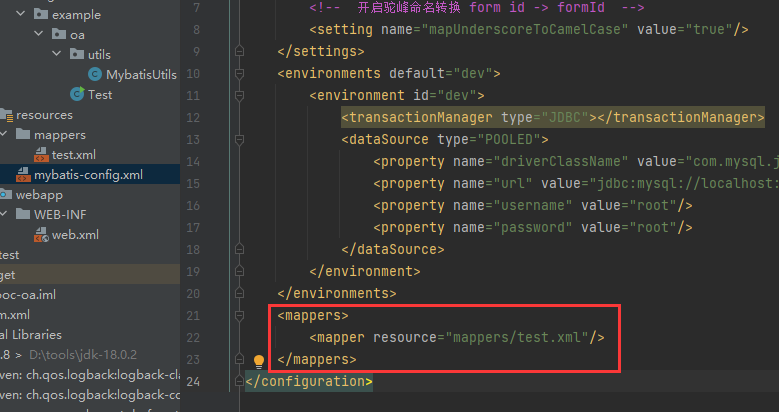 example
oa
utils
MybatisUtils
Test
resources
mappers
test.xml
mybatis-config.xml
webapp
WEB-INF
web.xml
test
get
oc-oa.iml
m.xml
al Libraries
.8 > D:\tools\jdk-18.0.2
ven: ch.qos.logback:logback-cla
ven: ch.qos.logback:logback-co
7 <!-- 开启驼峰命名转换 form id -> formId -->
8 <setting name="mapUnderscoreToCamelCase" value="true"/>
9 </settings>
10 <environments default="dev">
11 <environment id="dev">
12 <transactionManager type="JDBC"></transactionManager>
13 <dataSource type="POOLED">
14 <property name="driverClassName" value="com.mysql.j
15 <property name="url" value="jdbc:mysql://localhost:
16 <property name="username" value="root"/>
17 <property name="password" value="root"/>
18 </dataSource>
19 </environment>
20 </environments>
21 <mappers>
22 <mapper resource="mappers/test.xml"/>
23 </mappers>
24 </configuration>